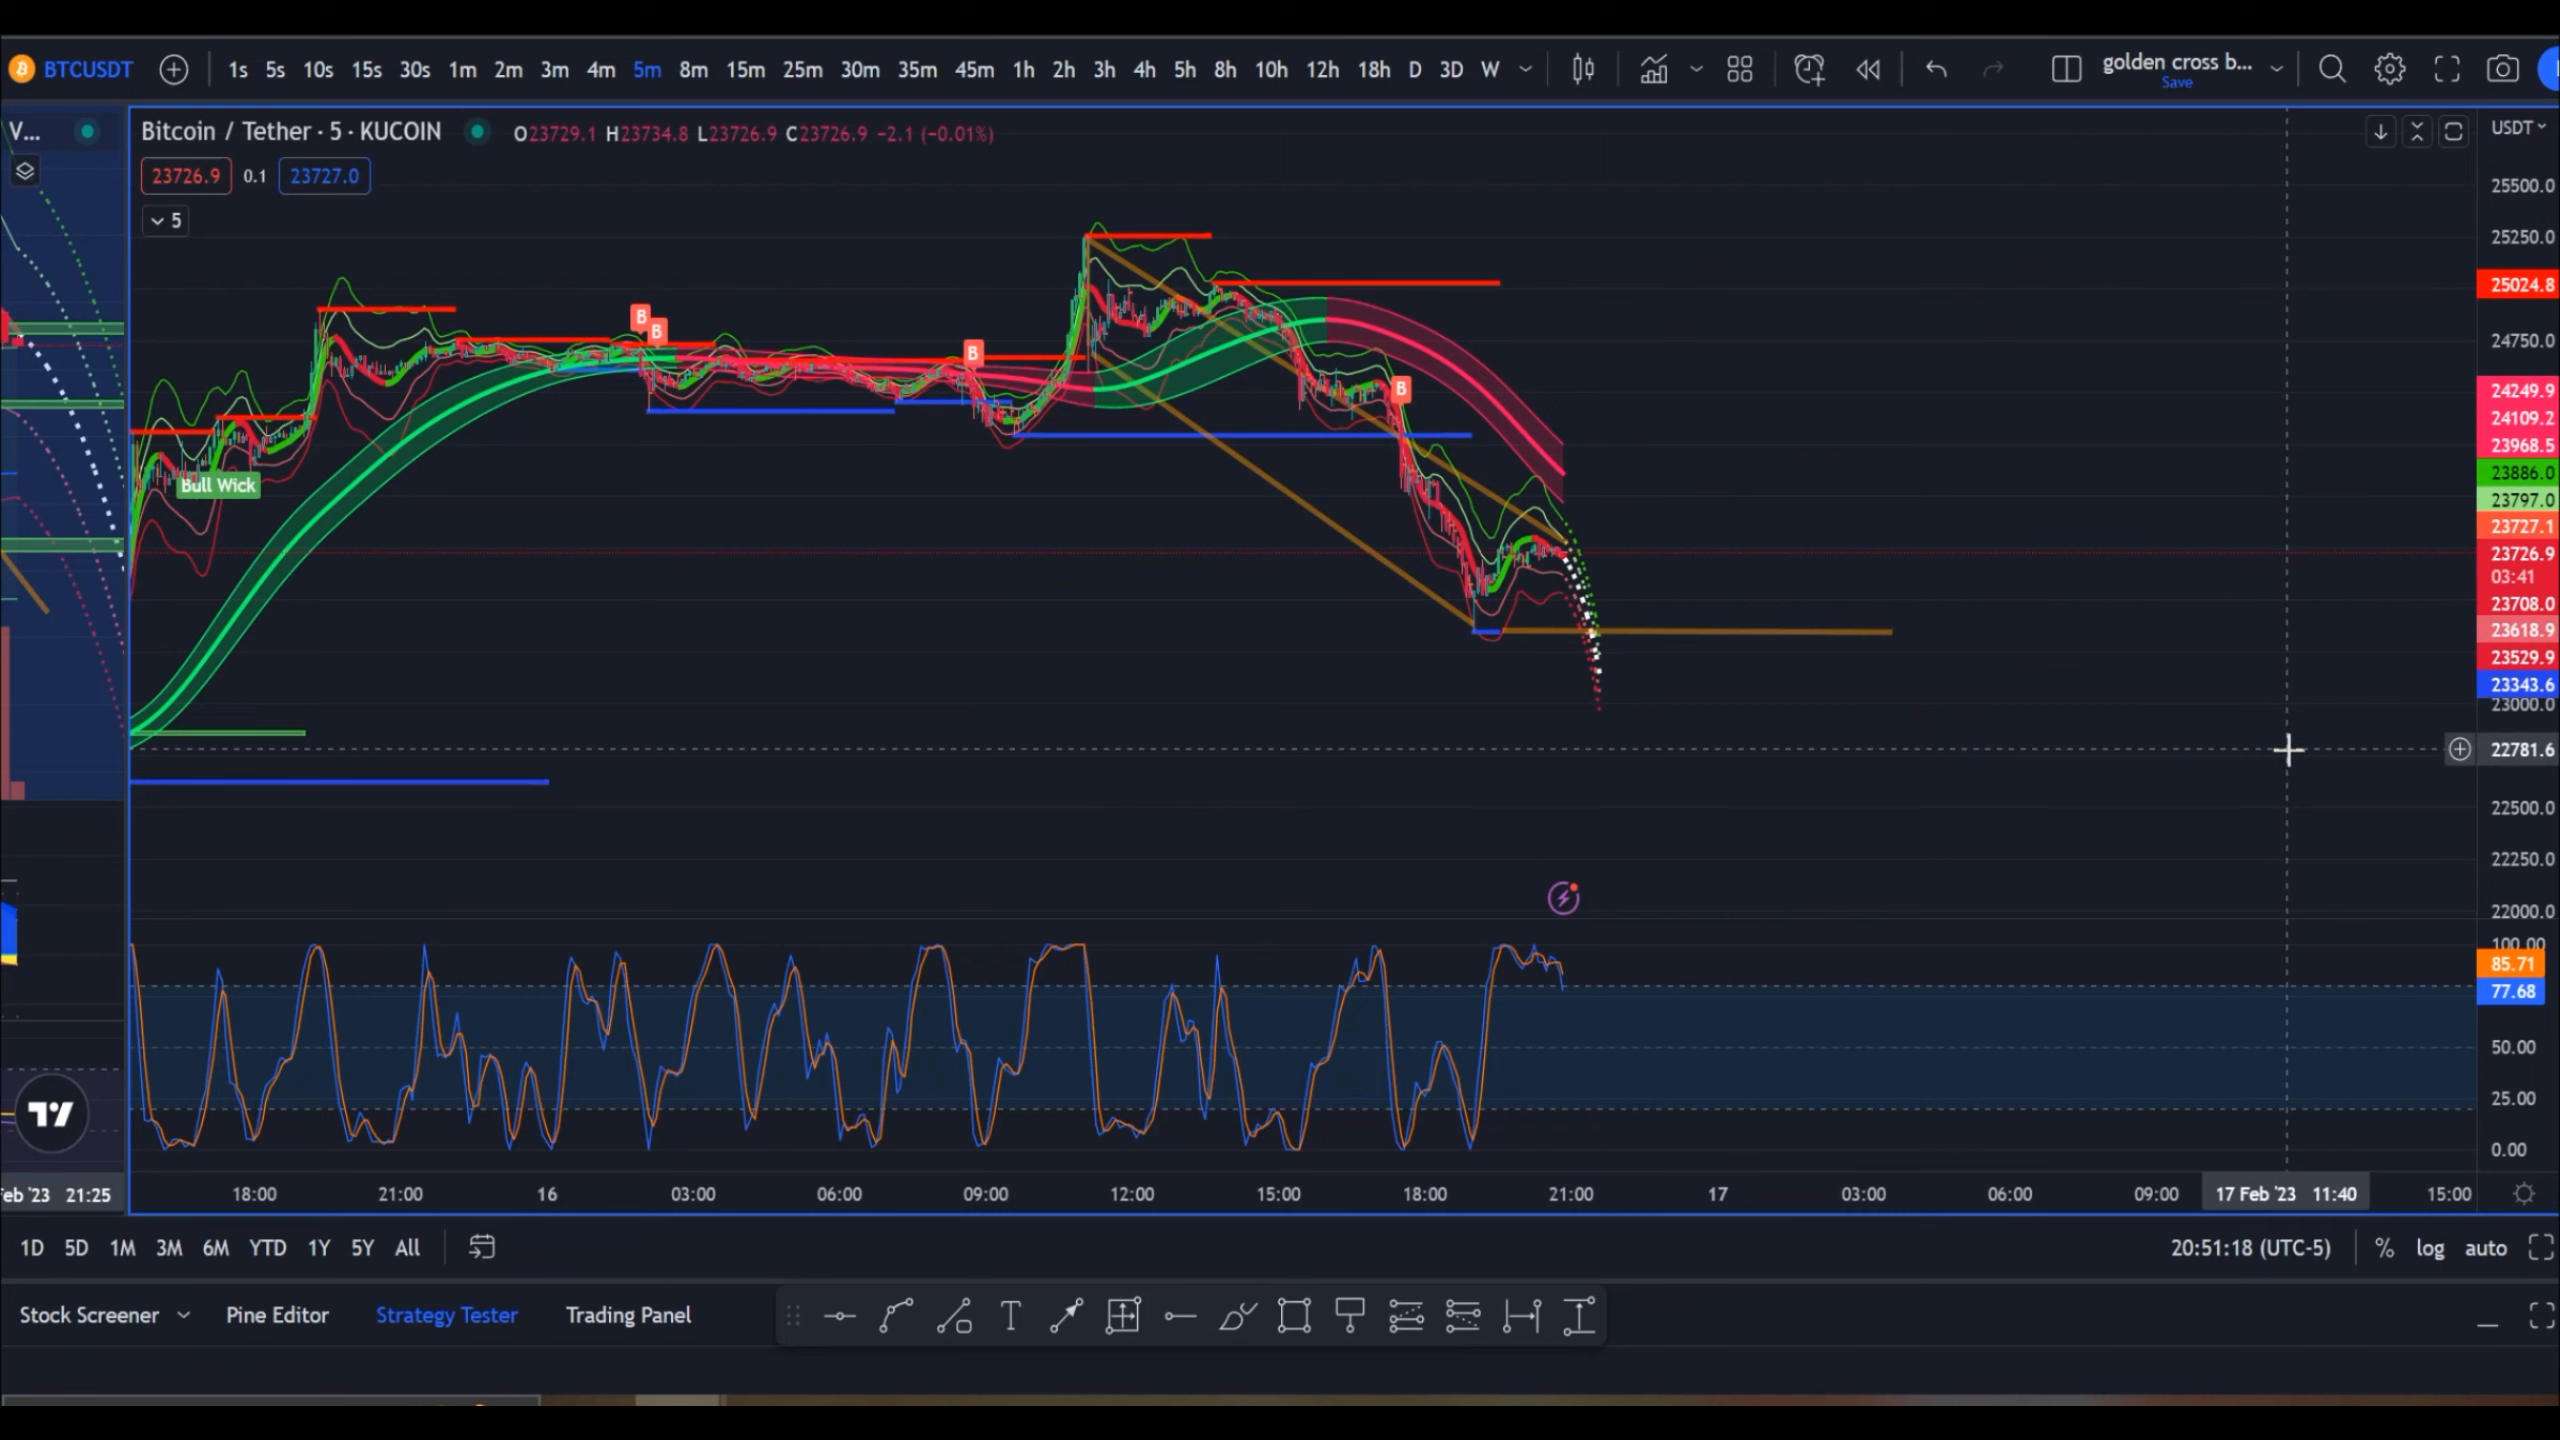 BTCUSDT 1s 5s 10s 15s 30s 1m 2m 3m 4m 5m 8m 15m 25m 30m 35m 45m 1h 2h 3h 4h 5h 8h 10h 12h 18h D 3D W golden cross b...
Save
V...
Bitcoin / Tether · 5 · KUCOIN O23729.1 H23734.8 L23726.9 C23726.9 −2.1 (−0.01%)
USDT
23726.9 0.1 23727.0
5
25500.0
25250.0
25024.8
B
B
24750.0
B
B
24249.9
24109.2
23968.5
23886.0
Bull Wick
23797.0
23727.1
23726.9
03:41
23708.0
23618.9
23529.9
23343.6
23000.0
22781.6
22500.0
22250.0
22000.0
100.00
85.71
77.68
50.00
25.00
0.00
Feb '23 21:25 18:00 21:00 16 03:00 06:00 09:00 12:00 15:00 18:00 21:00 17 03:00 06:00 09:00 17 Feb '23 11:40 15:00
1D 5D 1M 3M 6M YTD 1Y 5Y All 20:51:18 (UTC-5) % log auto
Stock Screener Pine Editor Strategy Tester Trading Panel